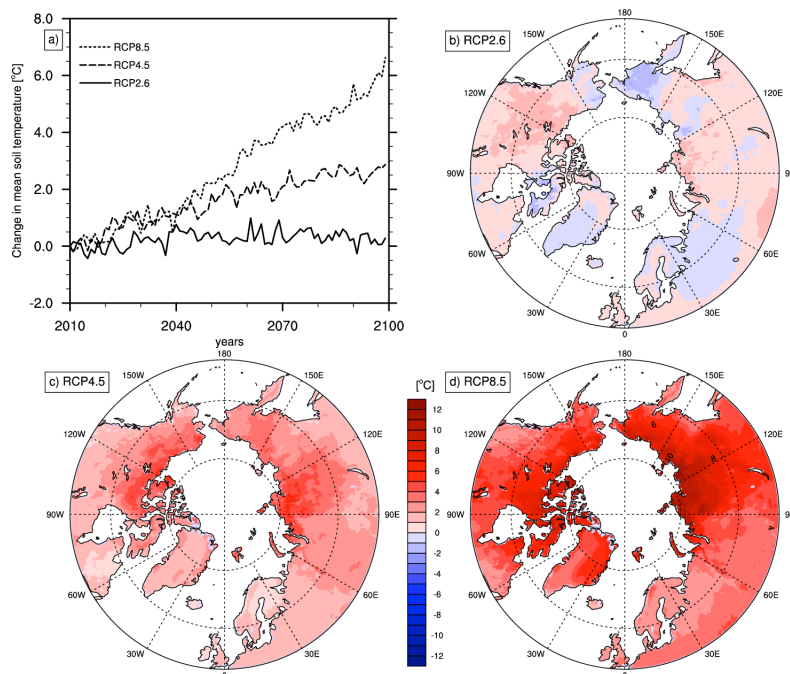 a)
RCP8.5
RCP4.5
RCP2.6
Change in mean soil temperature [°C]
8.0
6.0
4.0
2.0
0.0
-2.0
2010
2040
2070
2100
years
b) RCP2.6
180
150W
150E
120W
120E
90W
9
60W
60E
30W
30E
0
c) RCP4.5
180
150W
150E
120W
120E
90W
90E
60W
60E
30W
30E
[°C]
12
10
8
6
4
2
0
-2
-4
-6
-8
-10
-12
d) RCP8.5
180
150W
150E
120W
120E
90W
9
60W
60E
30W
30E